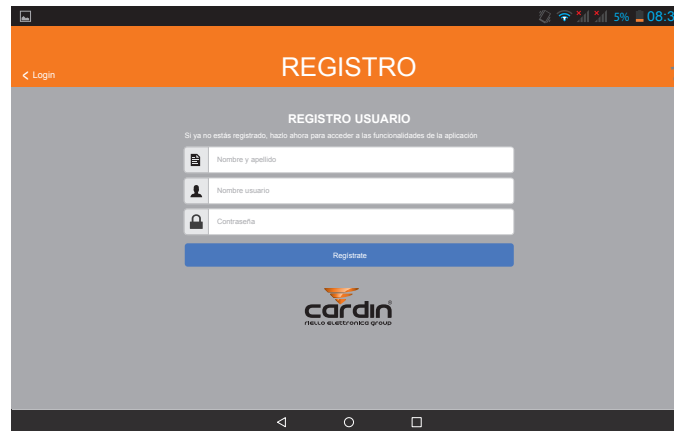 5% 08:3
< Login
REGISTRO
REGISTRO USUARIO
Si ya no estás registrado, hazlo ahora para acceder a las funcionalidades de la aplicación
Nombre y apellido
Nombre usuario
Contraseña
Regístrate
cardin
riello elettronica group